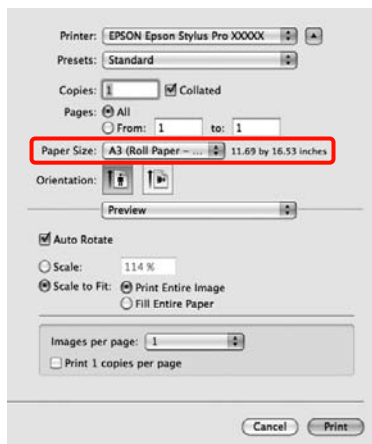 Printer: EPSON Epson Stylus Pro XXXXX
Presets: Standard
Copies: 1 Collated
Pages: All
From: 1 to: 1
Paper Size: A3 (Roll Paper – ... 11.69 by 16.53 inches
Orientation:
Preview
Auto Rotate
Scale: 114 %
Scale to Fit: Print Entire Image
Fill Entire Paper
Images per page: 1
Print 1 copies per page
Cancel Print